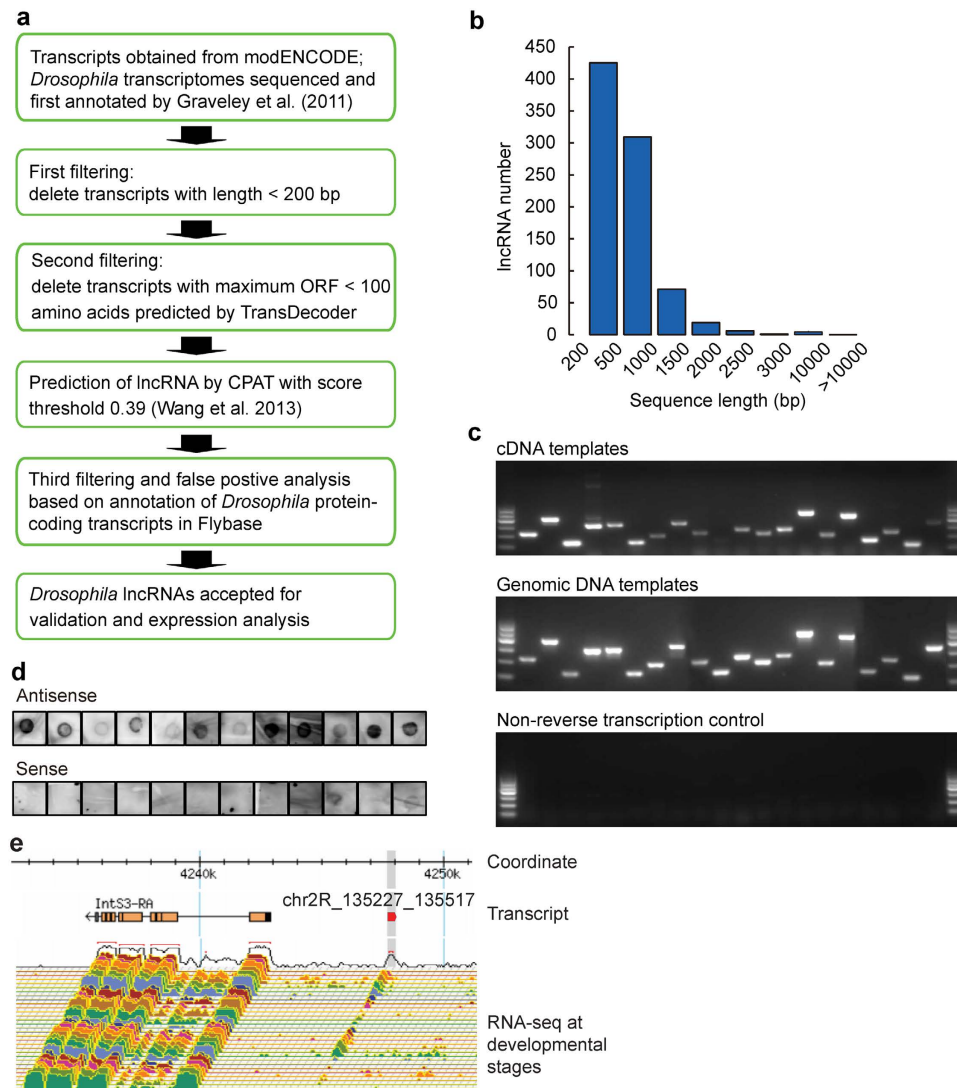 a
Transcripts obtained from modENCODE;
Drosophila transcriptomes sequenced and
first annotated by Graveley et al. (2011)
First filtering:
delete transcripts with length < 200 bp
Second filtering:
delete transcripts with maximum ORF < 100
amino acids predicted by TransDecoder
Prediction of lncRNA by CPAT with score
threshold 0.39 (Wang et al. 2013)
Third filtering and false postive analysis
based on annotation of Drosophila protein-
coding transcripts in Flybase
Drosophila lncRNAs accepted for
validation and expression analysis
b
lncRNA number
450
400
350
300
250
200
150
100
50
0
200
500
1000
1500
2000
2500
3000
10000
>10000
Sequence length (bp)
c
cDNA templates
Genomic DNA templates
Non-reverse transcription control
d
Antisense
Sense
e
4240k
4250k
Coordinate
IntS3-RA
chr2R_135227_135517
Transcript
RNA-seq at
developmental
stages